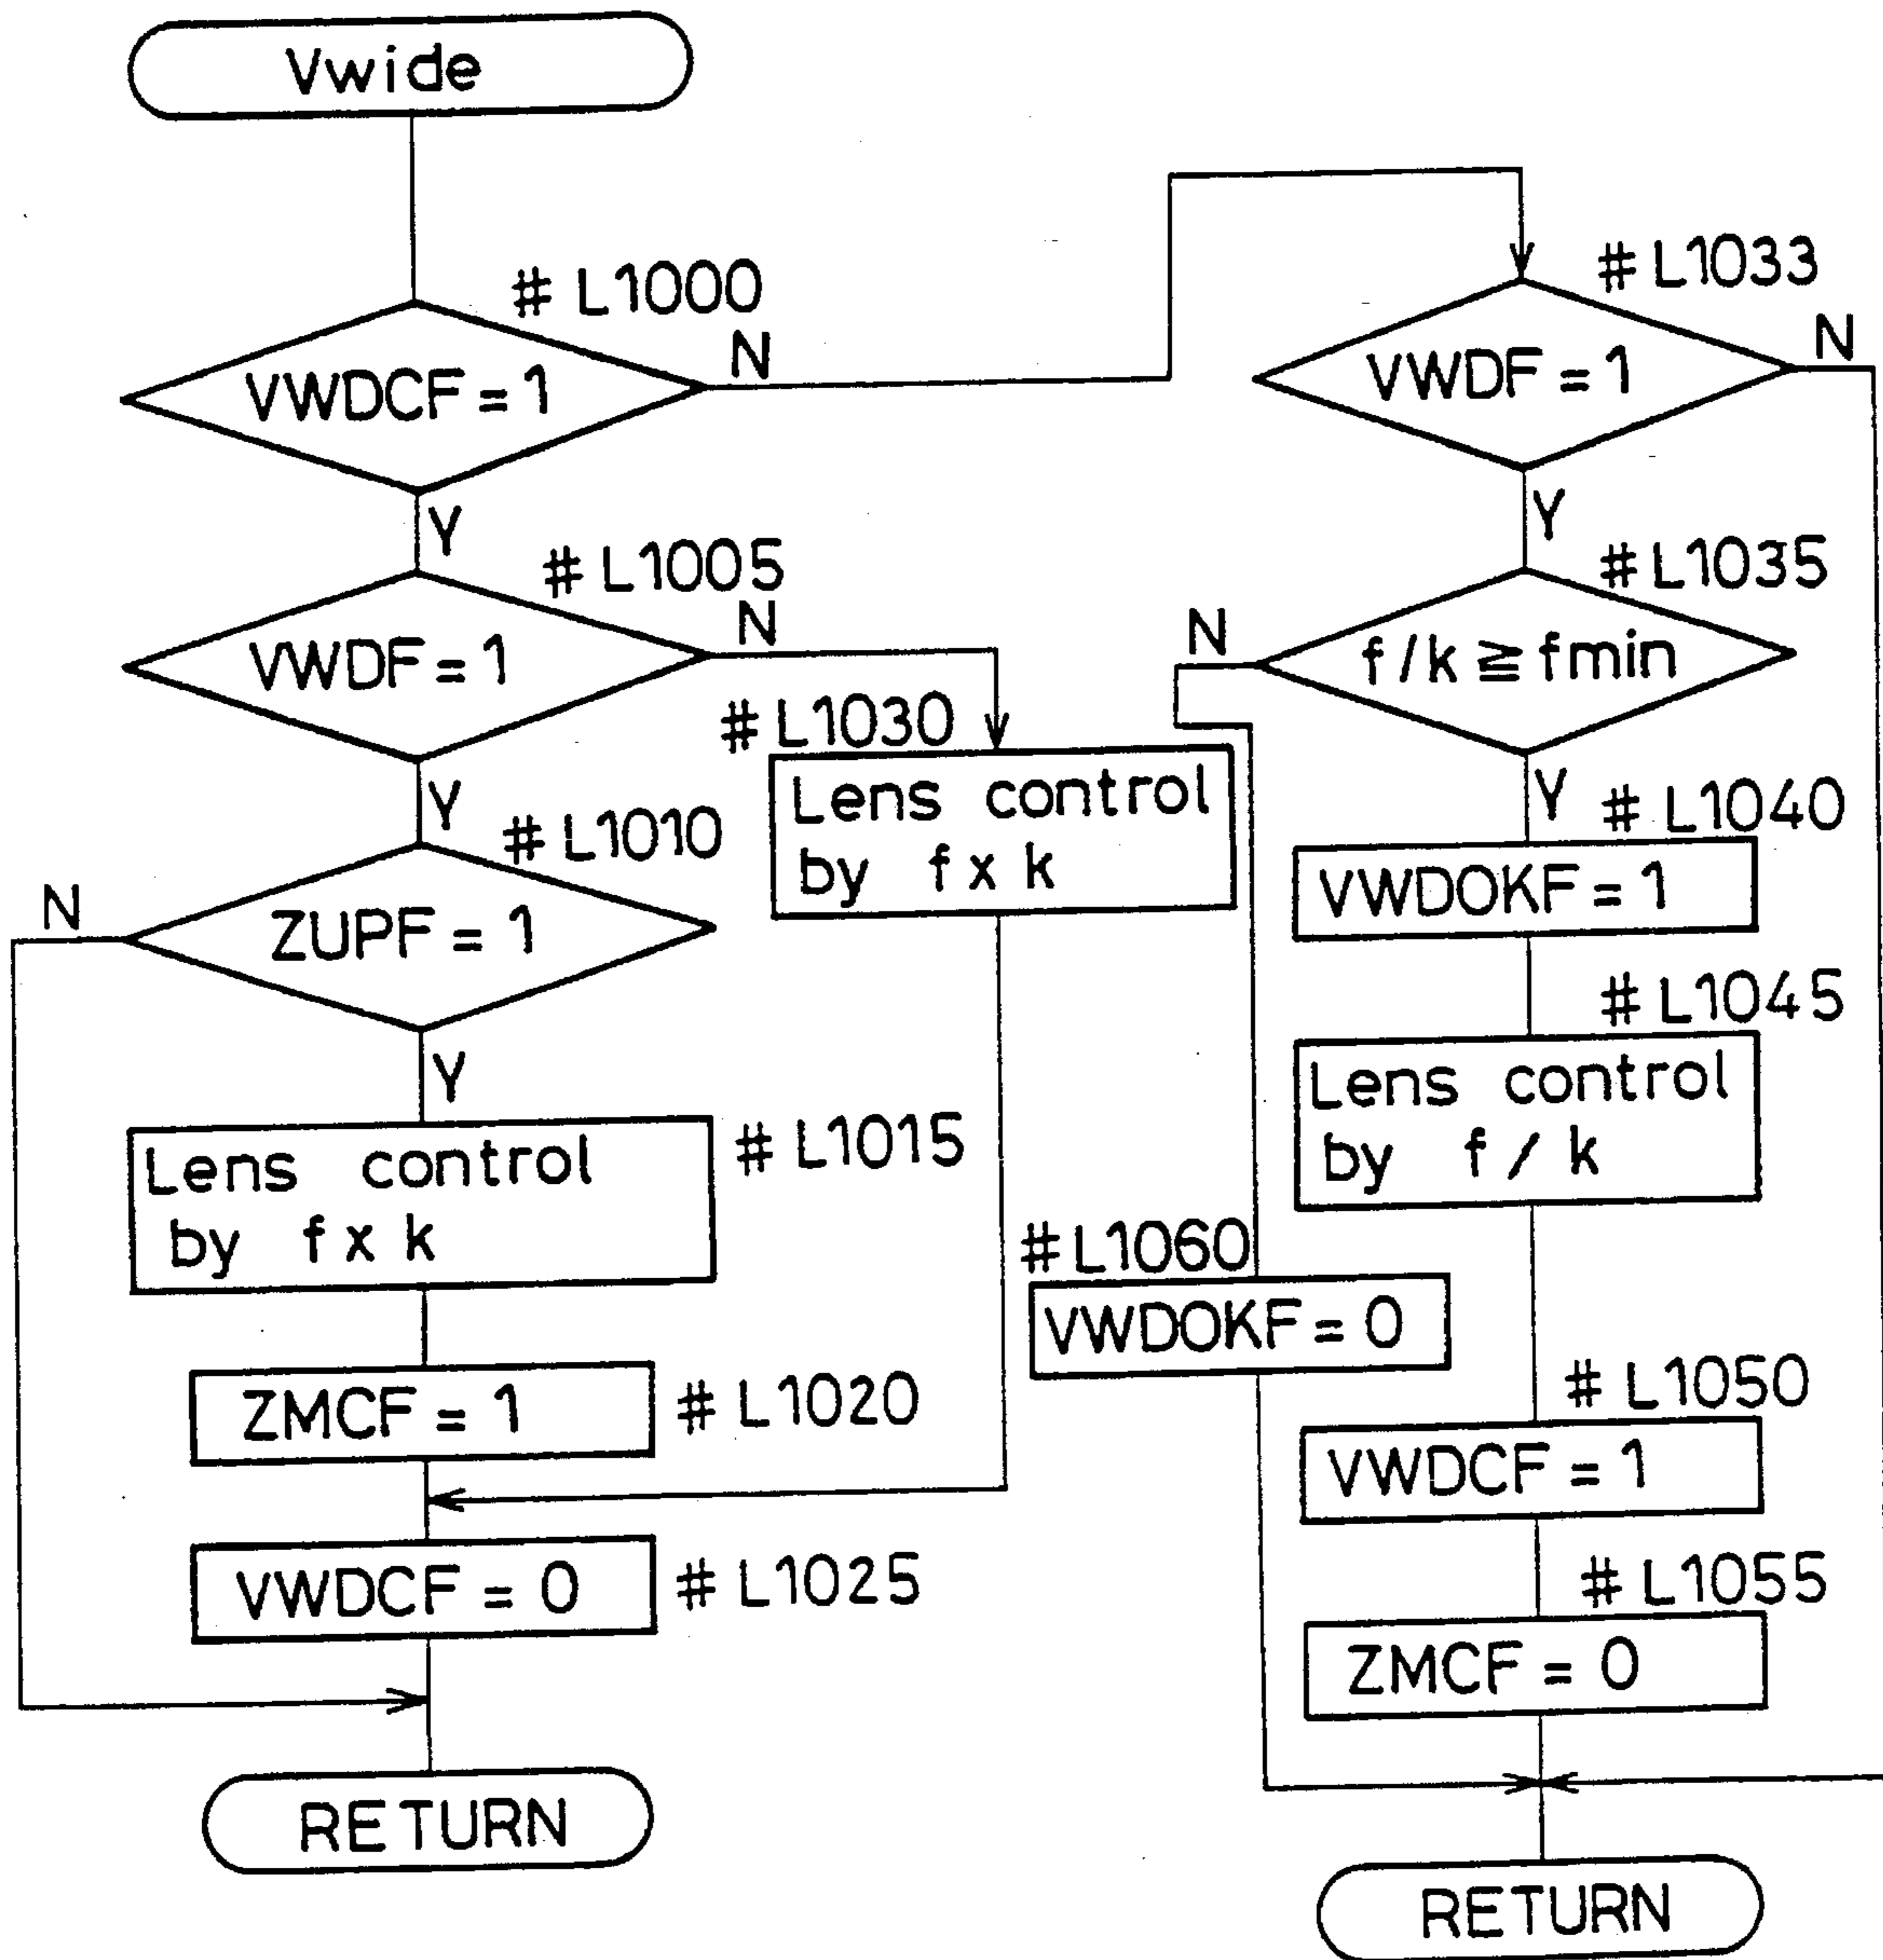 Vwide
# L1000
VWDCF = 1
N
Y
# L1005
VWDF = 1
N
Y
# L1030
Lens control
by f x k
# L1010
ZUPF = 1
N
Y
Lens control
by f x k
# L1015
ZMCF = 1
# L1020
VWDCF = 0
# L1025
RETURN
# L1033
VWDF = 1
N
Y
# L1035
f/k ≧ fmin
N
Y
# L1040
VWDOKF = 1
# L1045
Lens control
by f / k
# L1060
VWDOKF = 0
# L1050
VWDCF = 1
# L1055
ZMCF = 0
RETURN